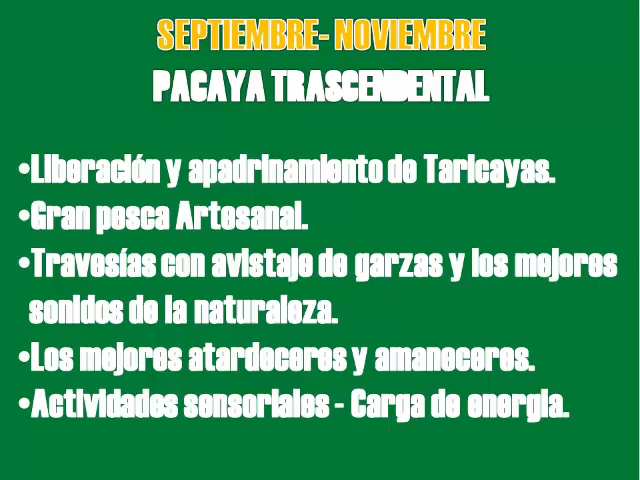 SEPTIEMBRE- NOVIEMBRE
PACAYA TRASCENDENTAL
•Liberación y apadrinamiento de Taricayas.
•Gran pesca Artesanal.
•Travesías con avistaje de garzas y los mejores
sonidos de la naturaleza.
•Los mejores atardeceres y amaneceres.
•Actividades sensoriales - Carga de energia.